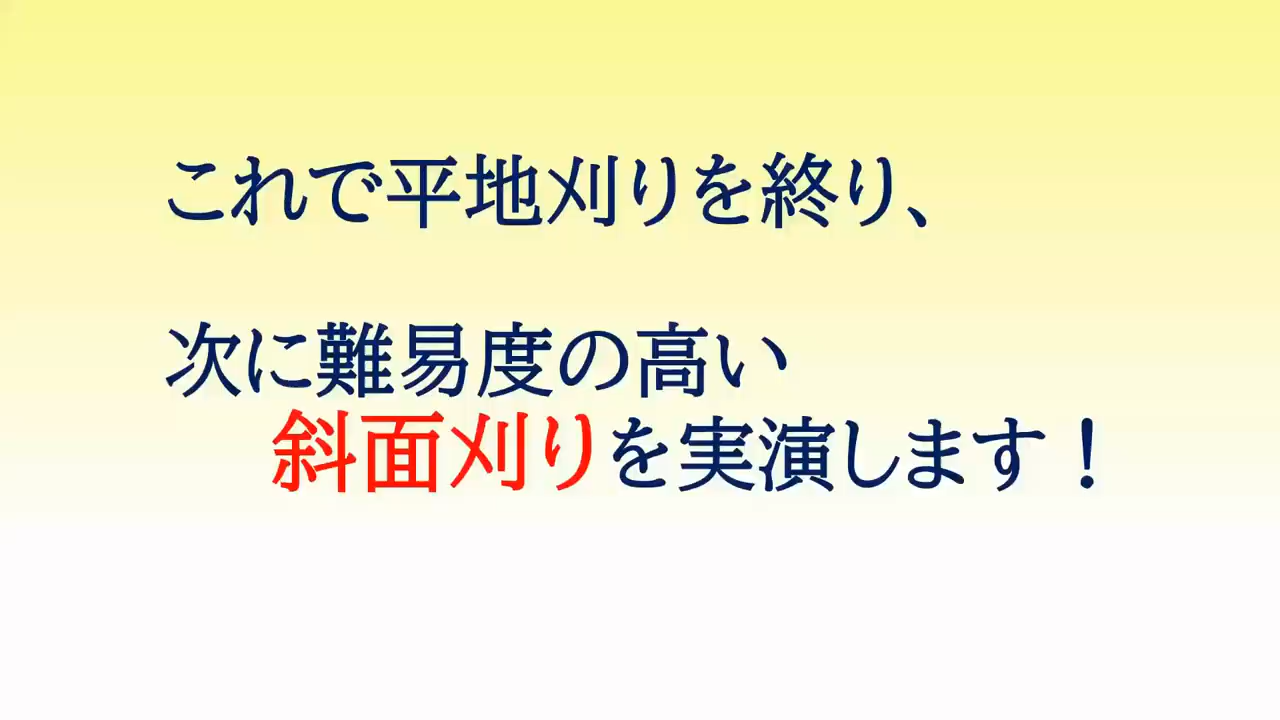 これで平地刈りを終り、
次に難易度の高い
斜面刈りを実演します！